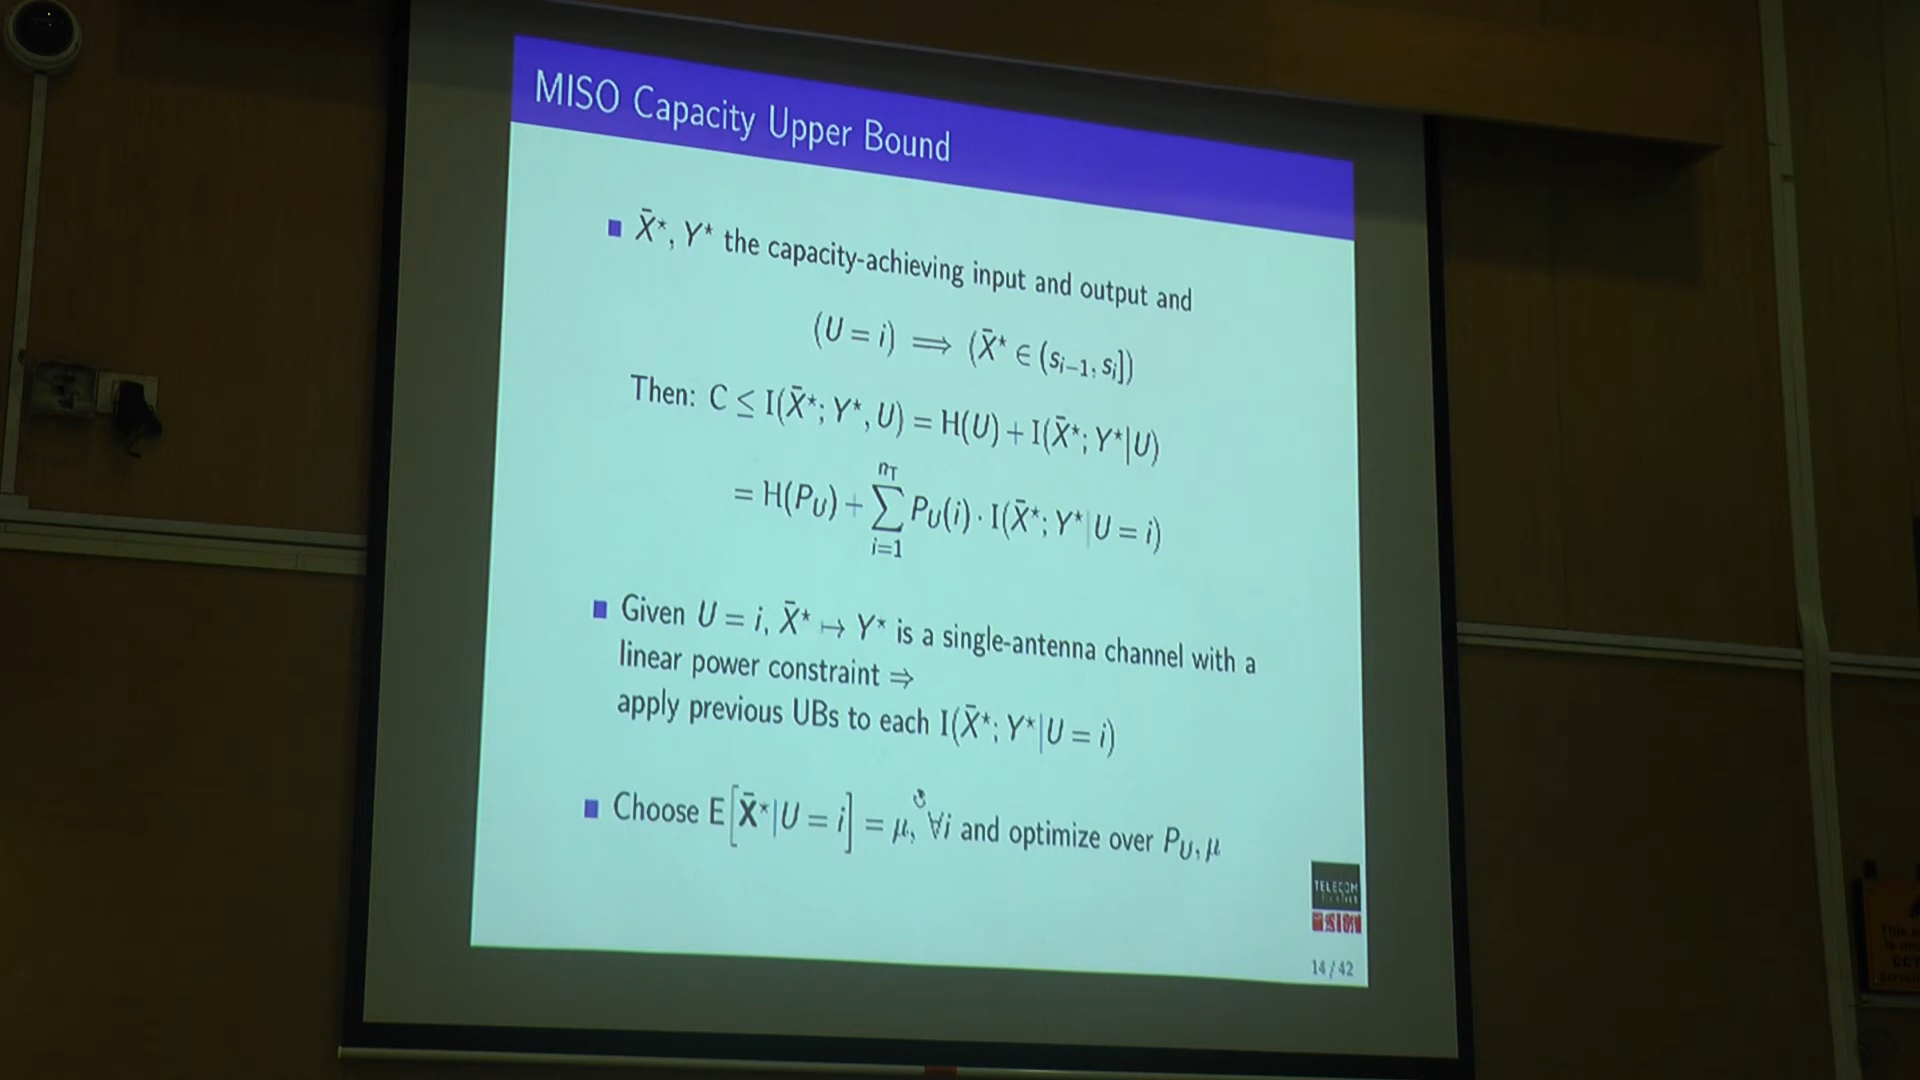 MISO Capacity Upper Bound
X̄*, Y* the capacity-achieving input and output and
(U = i) ⟹ (X̄* ∈ (s_{i−1}, s_i])
Then: C ≤ I(X̄*; Y*, U) = H(U) + I(X̄*; Y*|U)
= H(P_U) + ∑_{i=1}^{n_T} P_U(i) · I(X̄*; Y*|U = i)
Given U = i, X̄* ↦ Y* is a single-antenna channel with a
linear power constraint ⇒
apply previous UBs to each I(X̄*; Y*|U = i)
Choose E[X̄*|U = i] = μ, ∀i and optimize over P_U, μ
TELECOM
14 / 42
This